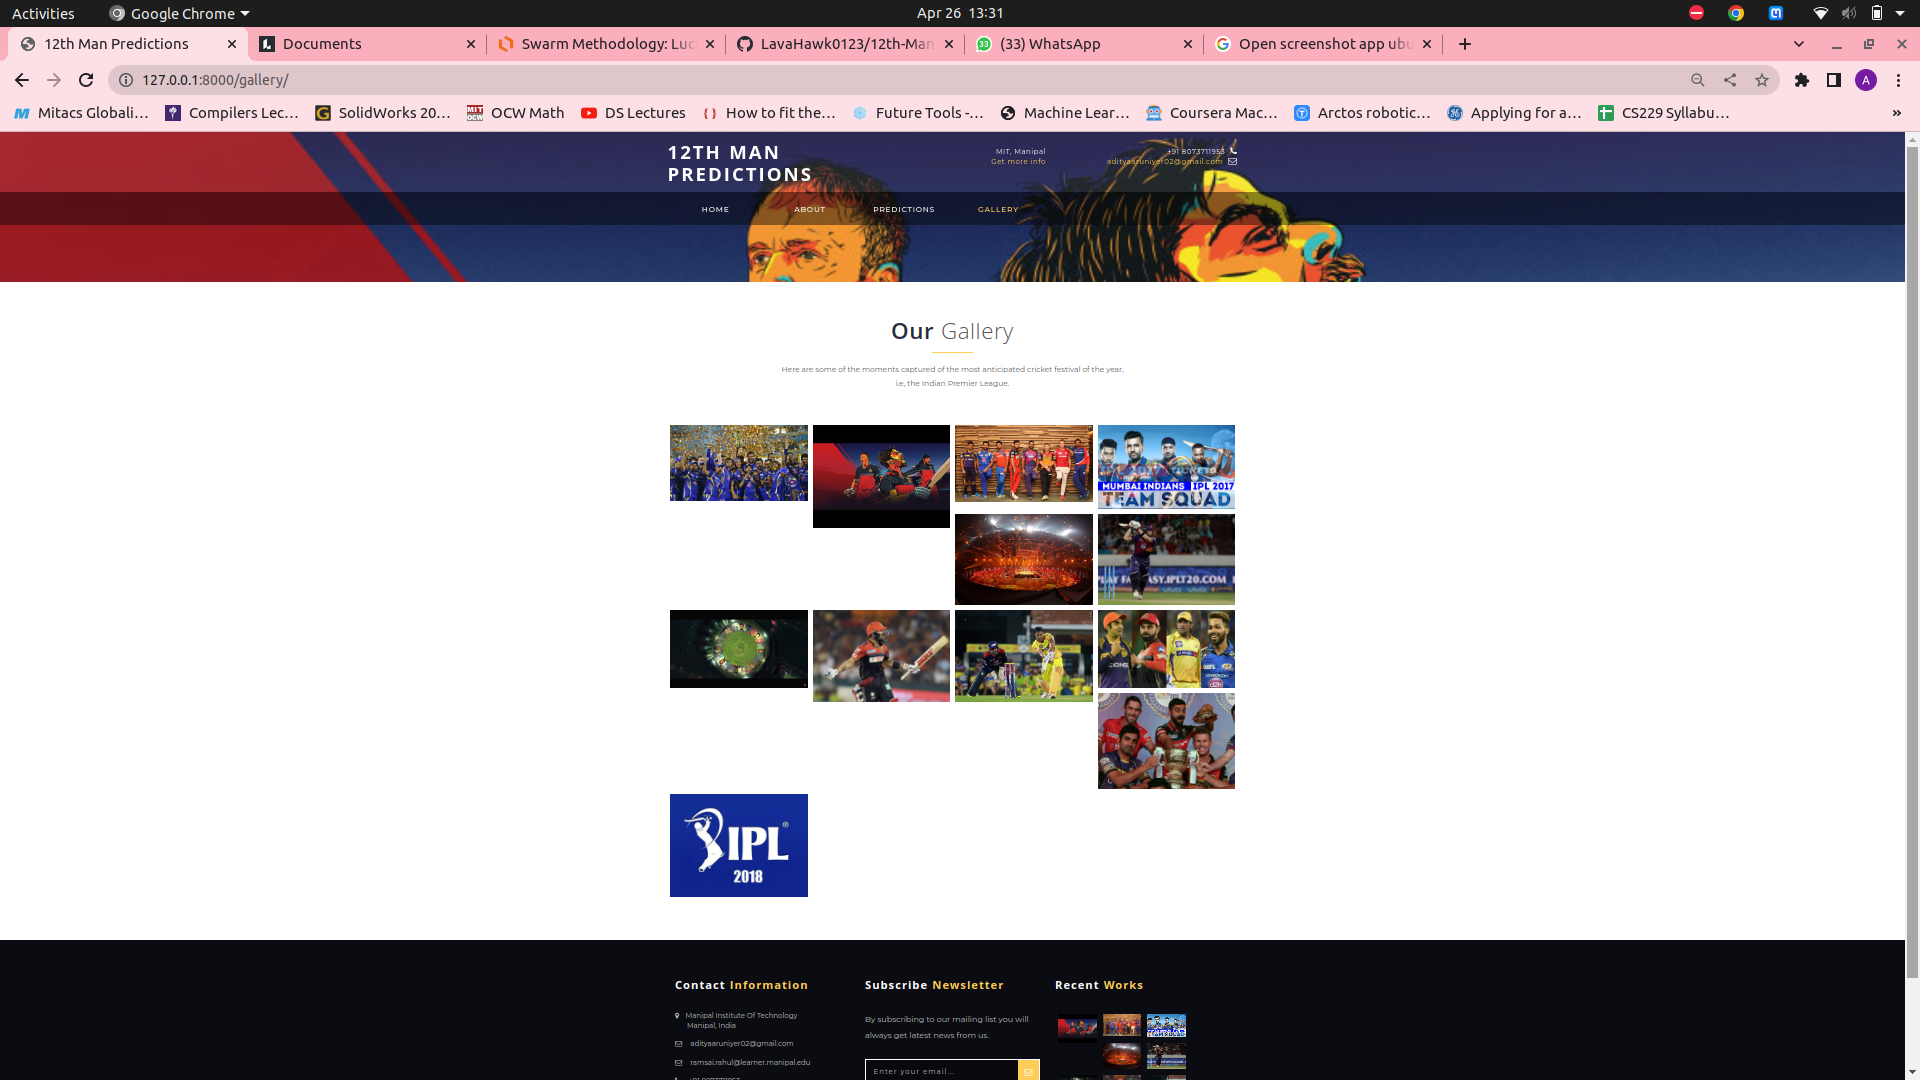 Activities
Google Chrome
Apr 26 13:31
12th Man Predictions
Documents
Swarm Methodology: Luc
LavaHawk0123/12th-Man
(33) WhatsApp
Open screenshot app ubu
127.0.0.1:8000/gallery/
A
Mitacs Globali...
Compilers Lec...
SolidWorks 20...
OCW Math
DS Lectures
How to fit the...
Future Tools -...
Machine Lear...
Coursera Mac...
Arctos robotic...
Applying for a...
CS229 Syllabu...
»
12TH MAN
PREDICTIONS
MIT, Manipal
Get more info
+91 8073711953
adityaaruniyer02@gmail.com
HOME
ABOUT
PREDICTIONS
GALLERY
Our Gallery
Here are some of the moments captured of the most anticipated cricket festival of the year,
i.e, the Indian Premier League.
MUMBAI INDIANS IPL 2017
TEAM SQUAD
IPL
2018
Contact Information
Manipal Institute Of Technology
Manipal, India
adityaaruniyer02@gmail.com
ramsai.rahul@learner.manipal.edu
Subscribe Newsletter
By subscribing to our mailing list you will
always get latest news from us.
Enter your email...
Recent Works